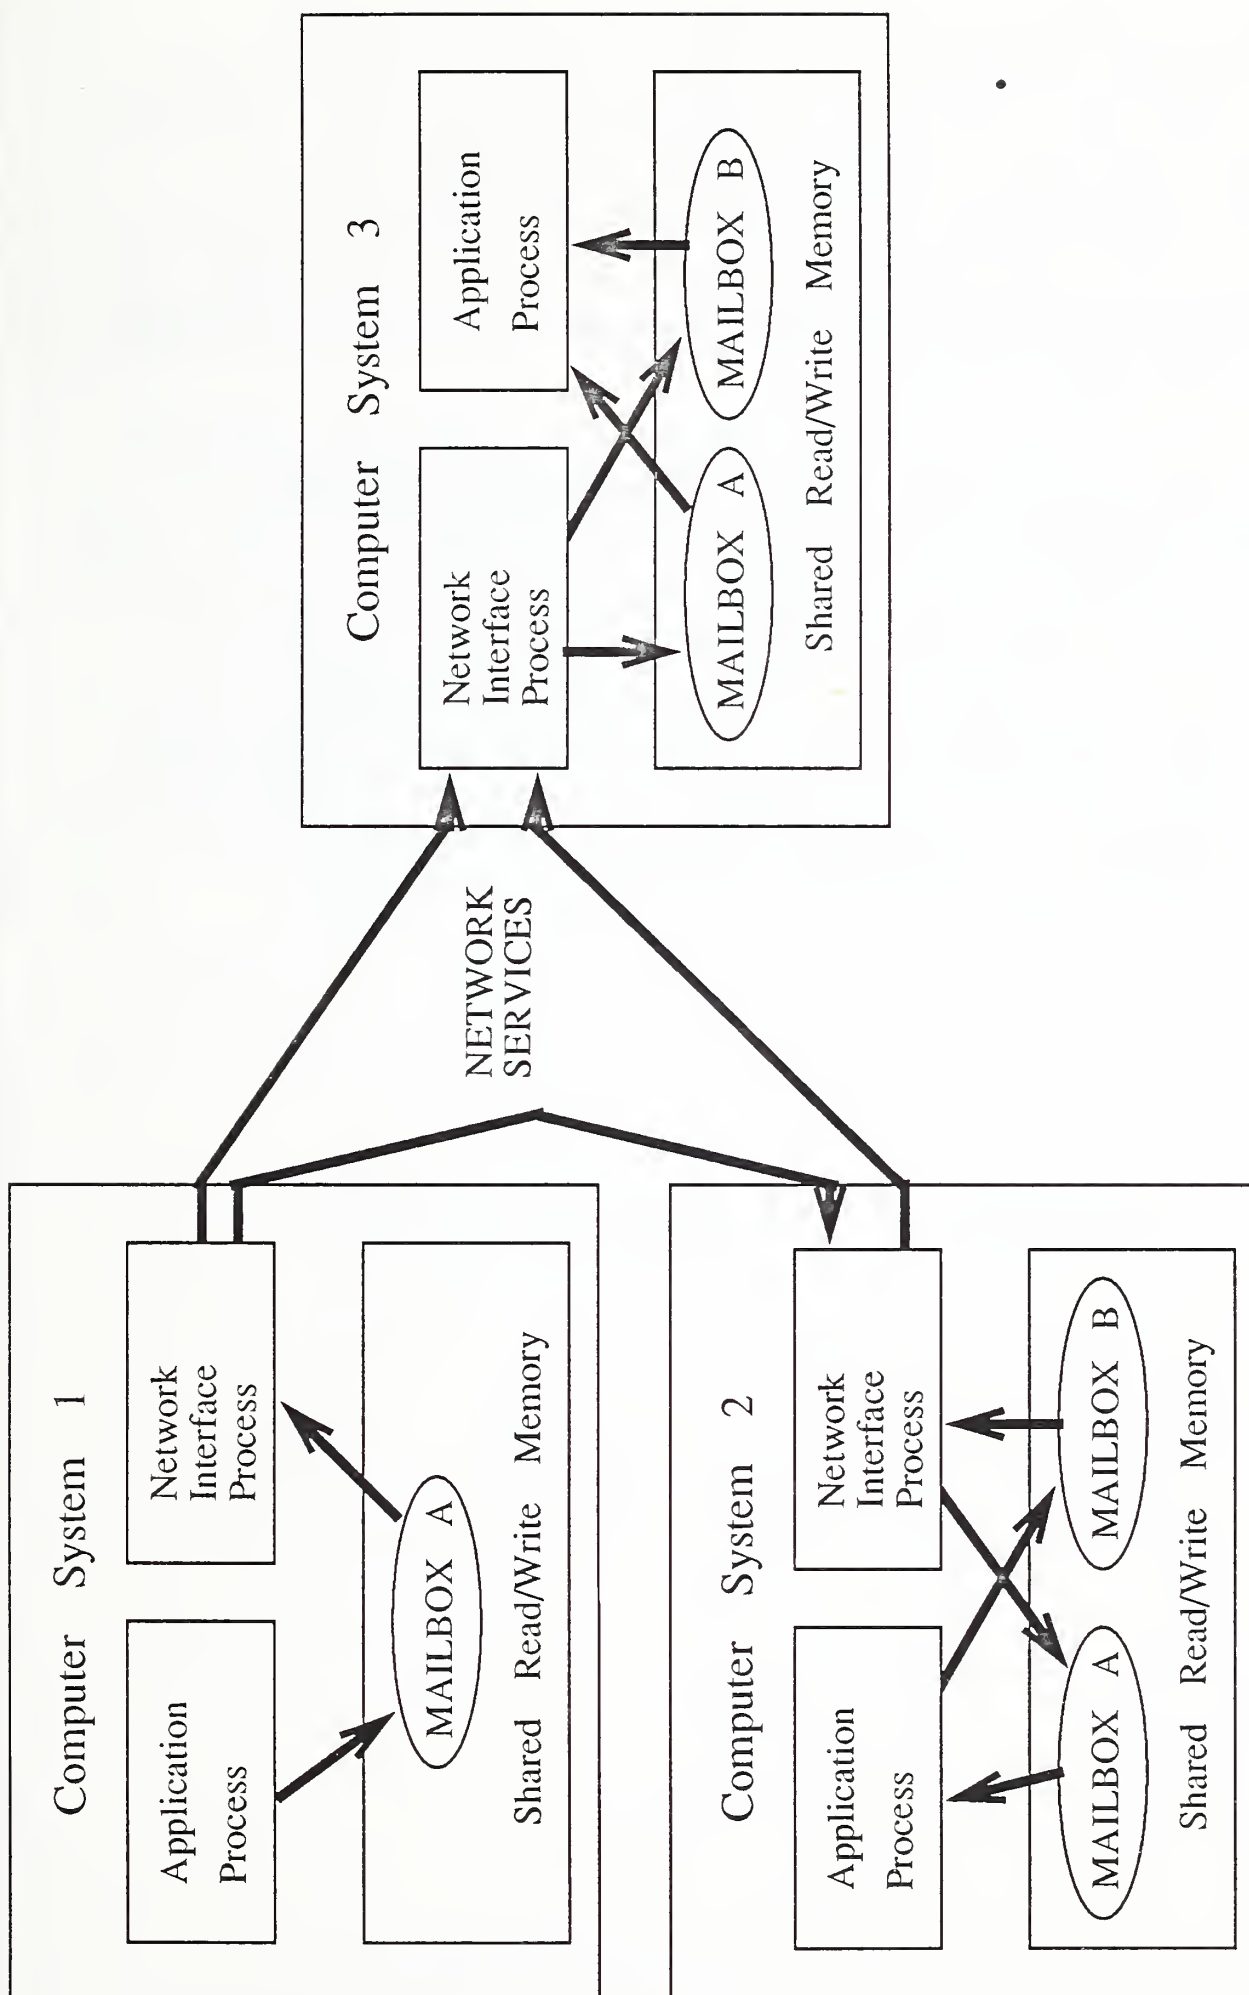 Computer System 1
Application
Process
Network
Interface
Process
MAILBOX A
Shared Read/Write Memory
Computer System 2
Application
Process
Network
Interface
Process
MAILBOX A
MAILBOX B
Shared Read/Write Memory
NETWORK
SERVICES
Computer System 3
Network
Interface
Process
Application
Process
MAILBOX A
MAILBOX B
Shared Read/Write Memory